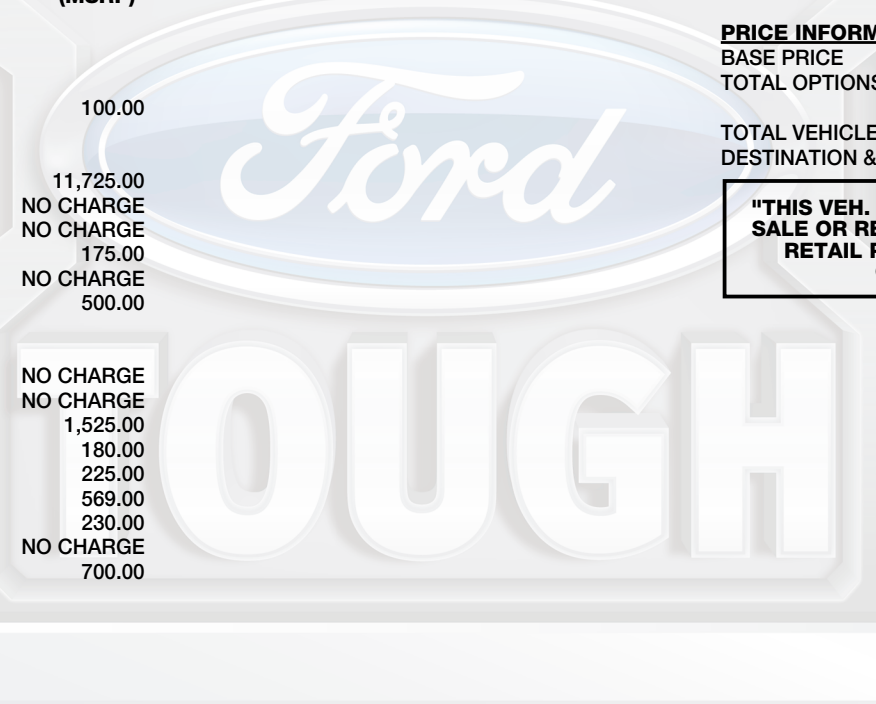 (MSRP)
100.00
11,725.00
NO CHARGE
NO CHARGE
175.00
NO CHARGE
500.00
NO CHARGE
NO CHARGE
1,525.00
180.00
225.00
569.00
230.00
NO CHARGE
700.00
PRICE INFORM
BASE PRICE
TOTAL OPTIONS
TOTAL VEHICLE
DESTINATION &
"THIS VEH.
SALE OR RE
RETAIL P
Ford
TOUGH